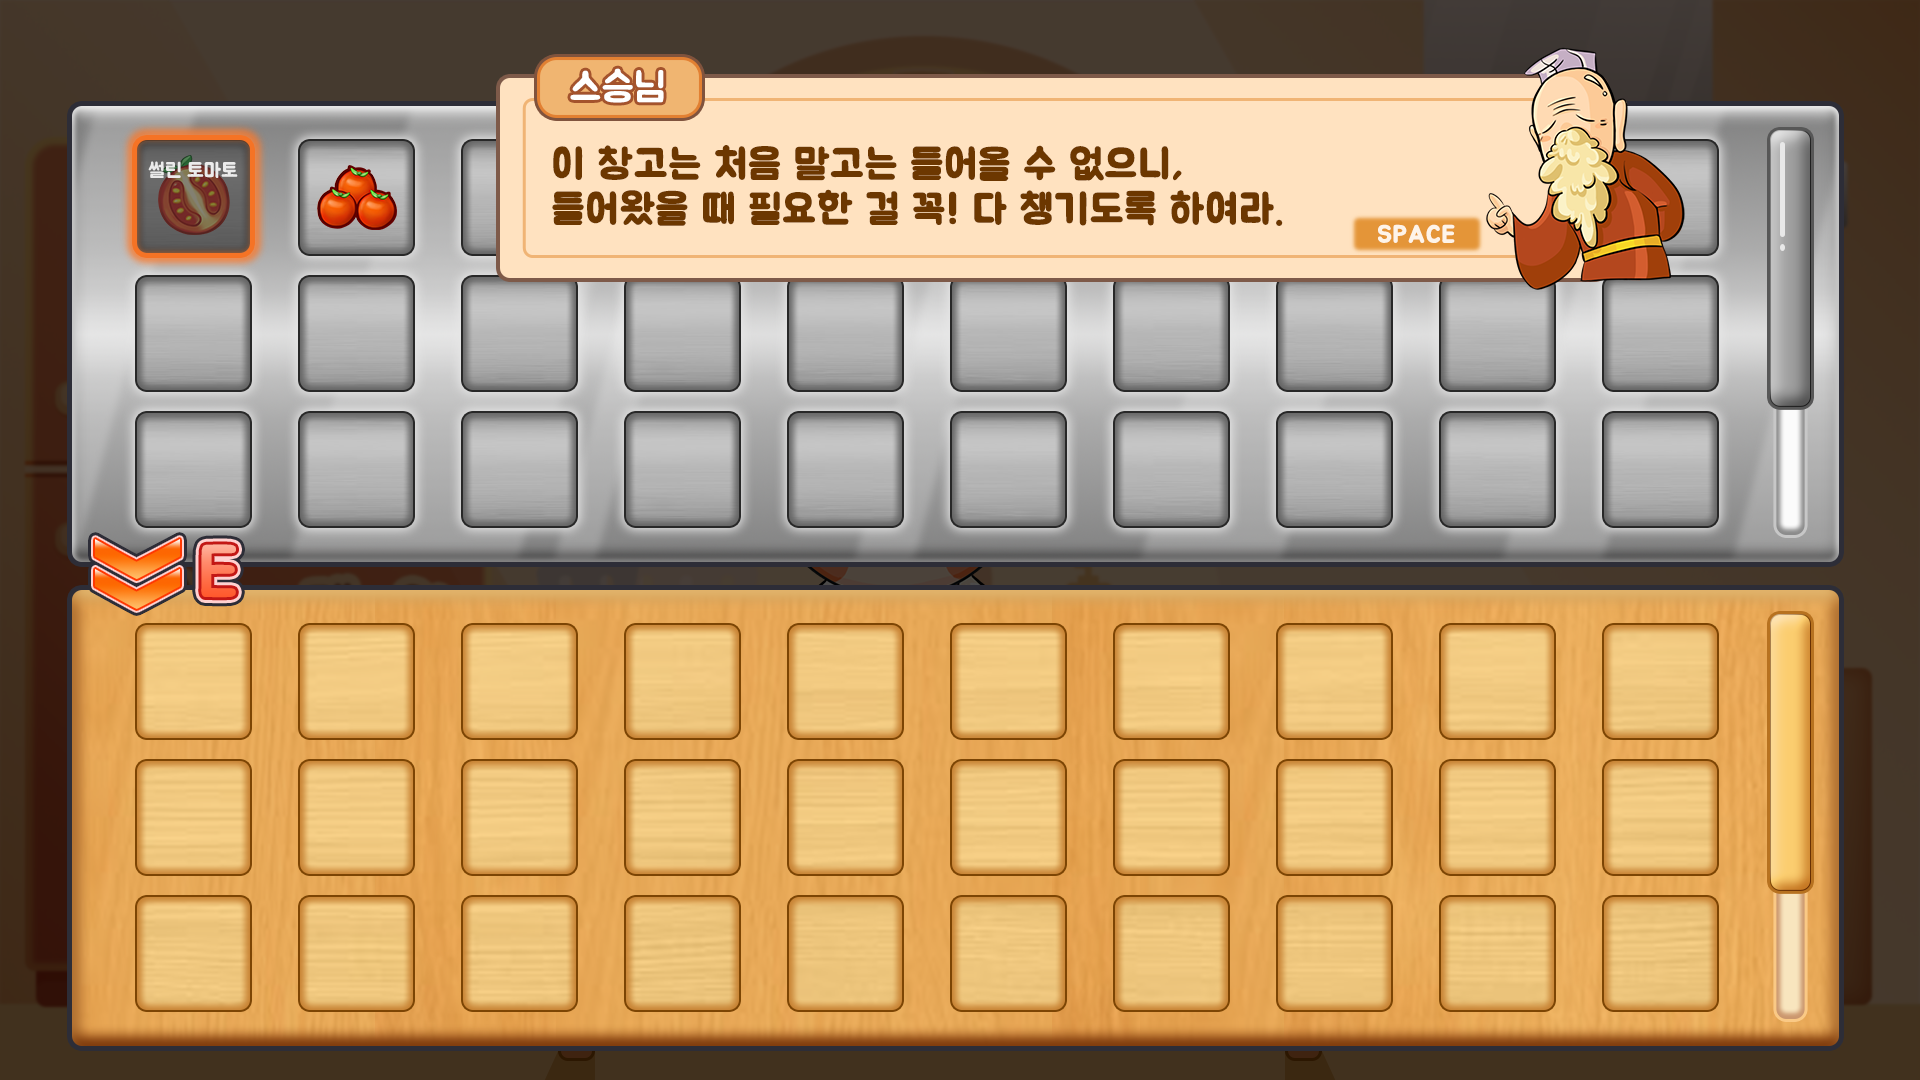 스승님
이 창고는 처음 말고는 들어올 수 없으니,
들어왔을 때 필요한 걸 꼭! 다 챙기도록 하여라.
SPACE
썰린 토마토
E